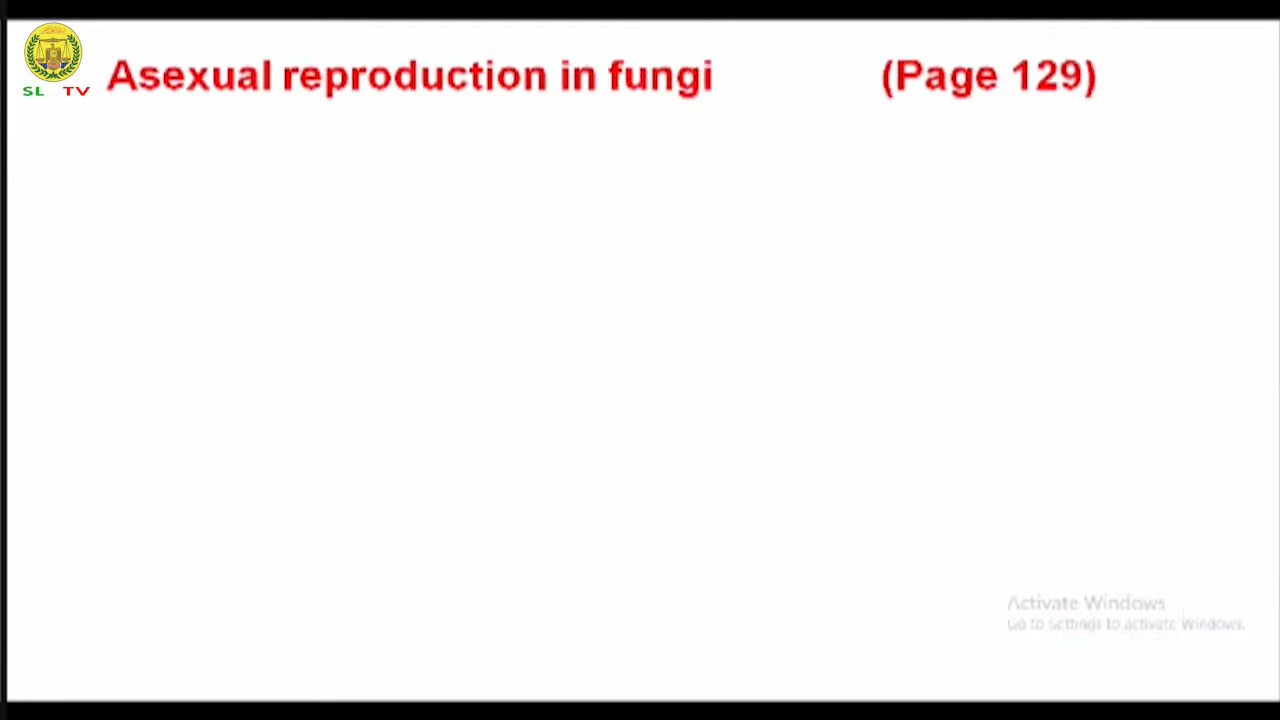 SL TV
Asexual reproduction in fungi (Page 129)
Activate Windows
Go to Settings to activate Windows.